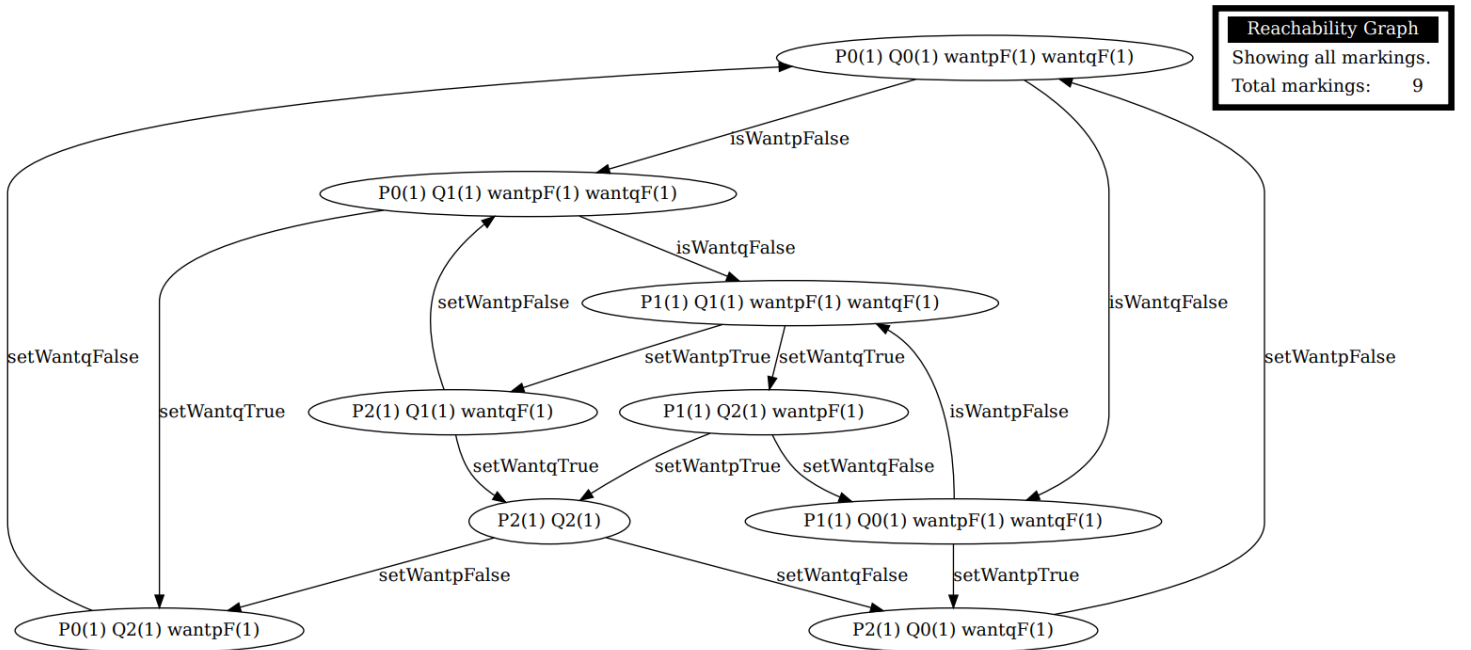 Reachability Graph
Showing all markings.
Total markings: 9
P0(1) Q0(1) wantpF(1) wantqF(1)
isWantpFalse
P0(1) Q1(1) wantpF(1) wantqF(1)
isWantqFalse
setWantpFalse
P1(1) Q1(1) wantpF(1) wantqF(1)
isWantqFalse
setWantqFalse
setWantpTrue
setWantqTrue
setWantpFalse
setWantqTrue
P2(1) Q1(1) wantqF(1)
P1(1) Q2(1) wantpF(1)
isWantpFalse
setWantqTrue
setWantpTrue
setWantqFalse
P2(1) Q2(1)
P1(1) Q0(1) wantpF(1) wantqF(1)
setWantpFalse
setWantqFalse
setWantpTrue
P0(1) Q2(1) wantpF(1)
P2(1) Q0(1) wantqF(1)